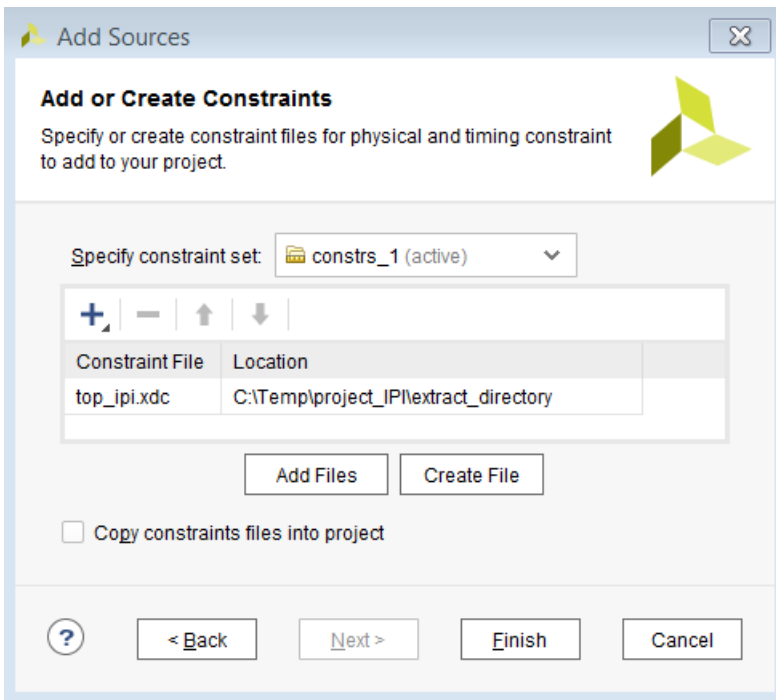 Add Sources
Add or Create Constraints
Specify or create constraint files for physical and timing constraint
to add to your project.
Specify constraint set: constrs_1 (active)
Constraint File Location
top_ipi.xdc C:\Temp\project_IPI\extract_directory
Add Files Create File
Copy constraints files into project
? < Back Next > Finish Cancel